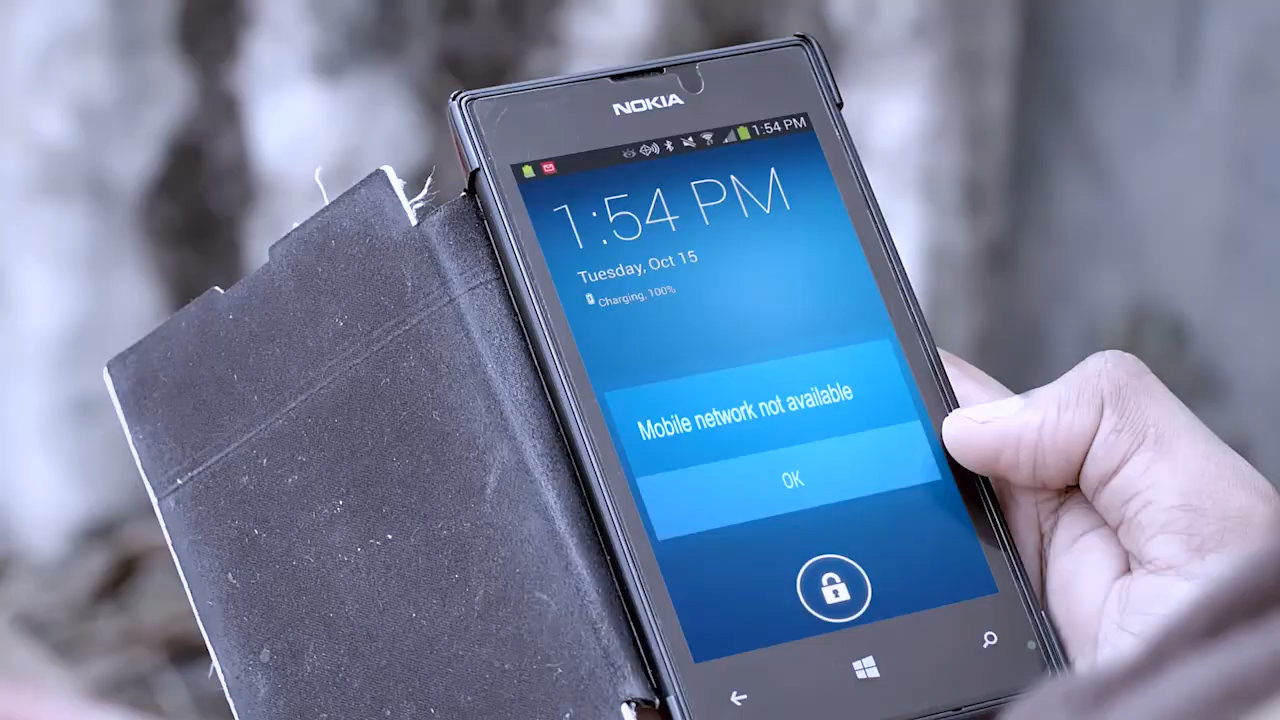 NOKIA
1:54 PM
1:54 PM
Tuesday, Oct 15
Charging, 100%
Mobile network not available
OK